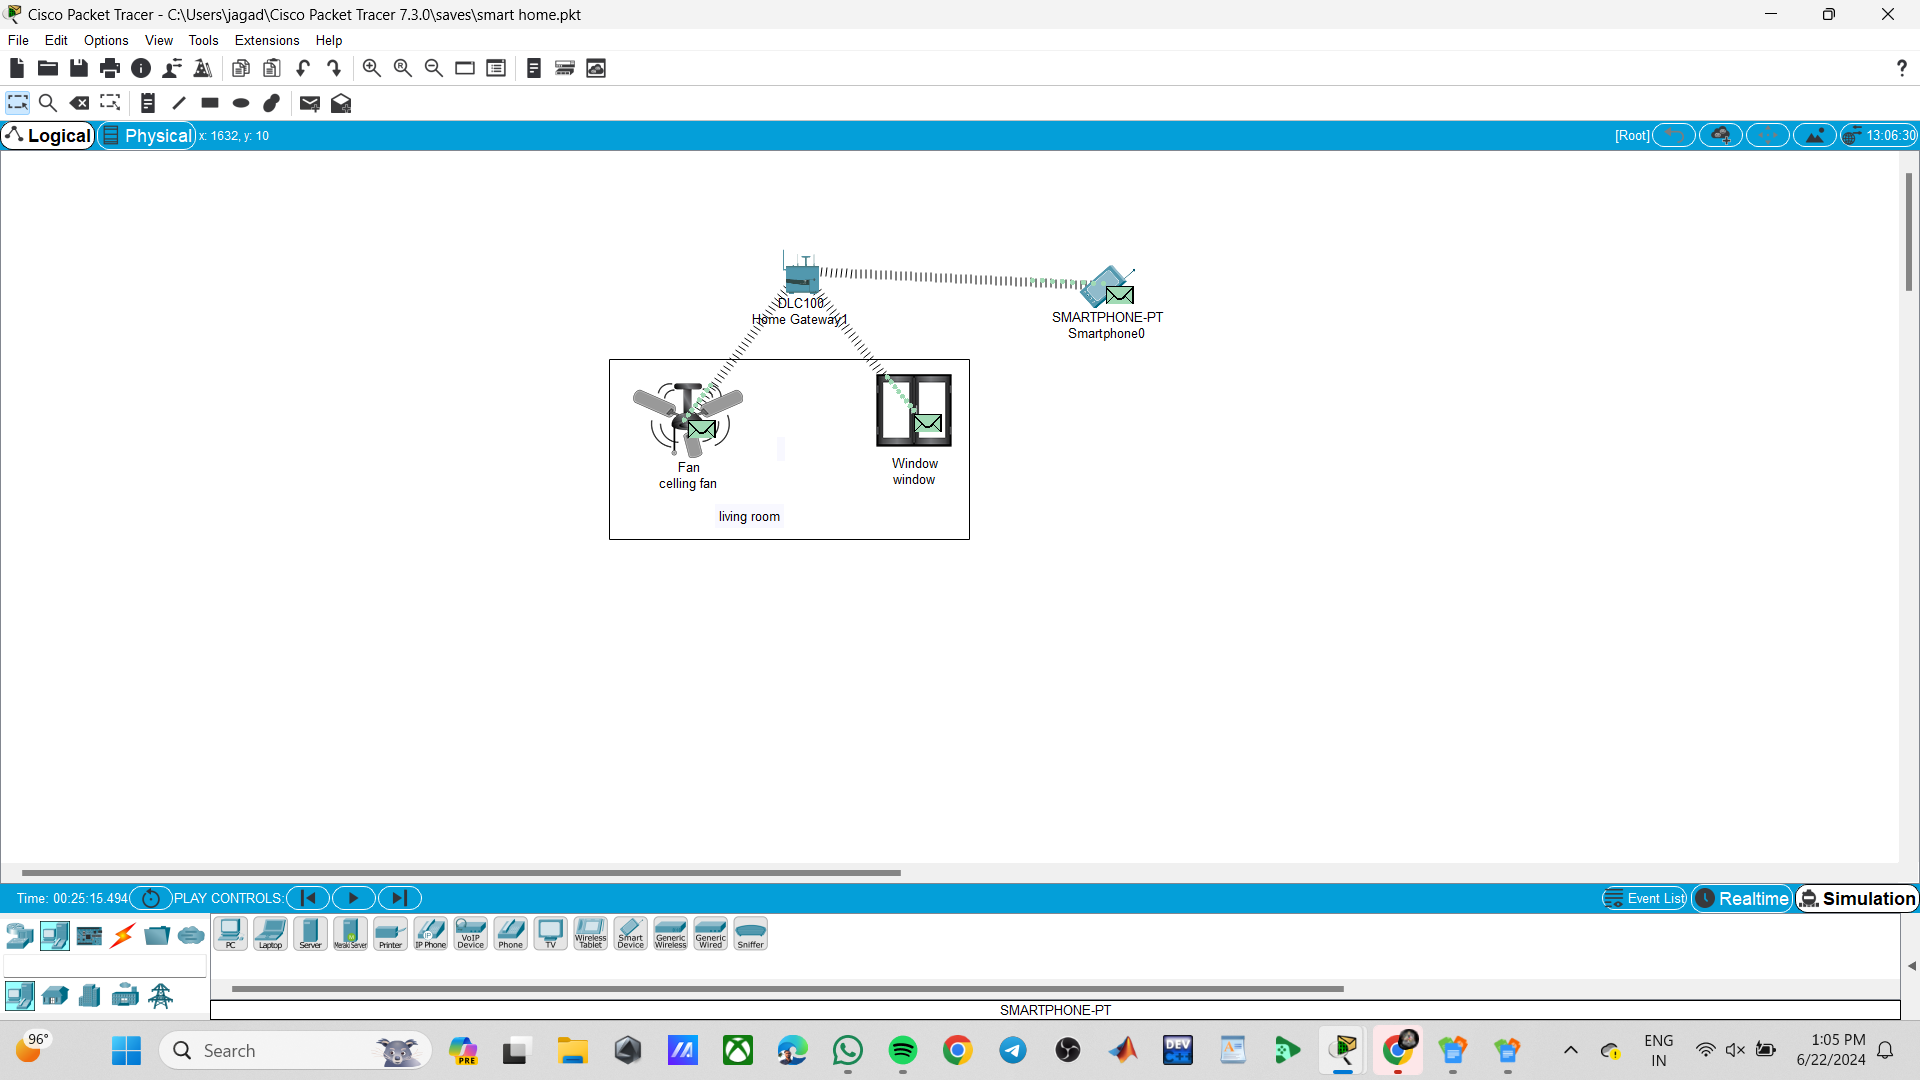 Cisco Packet Tracer - C:\Users\jagad\Cisco Packet Tracer 7.3.0\saves\smart home.pkt
File Edit Options View Tools Extensions Help
?
Logical Physical x: 1632, y: 10 [Root] 13:06:30
DLC100
Home Gateway1
SMARTPHONE-PT
Smartphone0
Fan
celling fan
Window
window
living room
Time: 00:25:15.494 PLAY CONTROLS: Event List Realtime Simulation
PC Laptop Server Meraki Server Printer IP Phone VoIP Device Phone TV Wireless Tablet Smart Device Generic Wireless Generic Wired Sniffer
SMARTPHONE-PT
96°
Search
PRE
DEV C++
ENG
IN
1:05 PM
6/22/2024